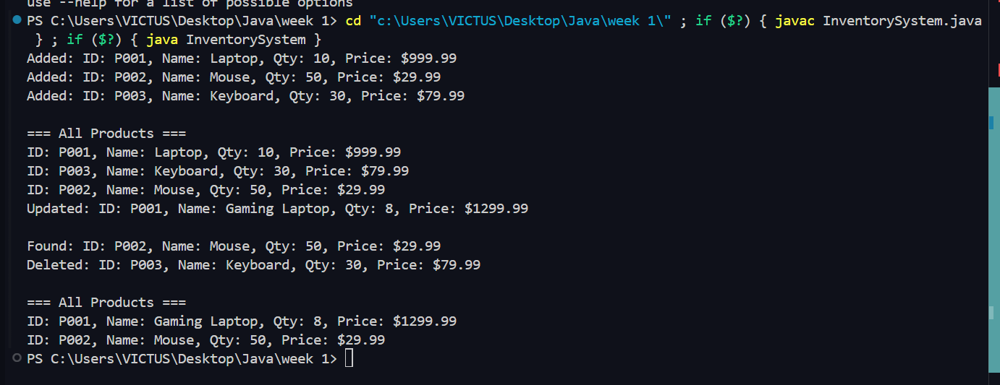 use --help for a list of possible options
PS C:\Users\VICTUS\Desktop\Java\week 1> cd "c:\Users\VICTUS\Desktop\Java\week 1\" ; if ($?) { javac InventorySystem.java
 } ; if ($?) { java InventorySystem }
Added: ID: P001, Name: Laptop, Qty: 10, Price: $999.99
Added: ID: P002, Name: Mouse, Qty: 50, Price: $29.99
Added: ID: P003, Name: Keyboard, Qty: 30, Price: $79.99
=== All Products ===
ID: P001, Name: Laptop, Qty: 10, Price: $999.99
ID: P003, Name: Keyboard, Qty: 30, Price: $79.99
ID: P002, Name: Mouse, Qty: 50, Price: $29.99
Updated: ID: P001, Name: Gaming Laptop, Qty: 8, Price: $1299.99
Found: ID: P002, Name: Mouse, Qty: 50, Price: $29.99
Deleted: ID: P003, Name: Keyboard, Qty: 30, Price: $79.99
=== All Products ===
ID: P001, Name: Gaming Laptop, Qty: 8, Price: $1299.99
ID: P002, Name: Mouse, Qty: 50, Price: $29.99
PS C:\Users\VICTUS\Desktop\Java\week 1>